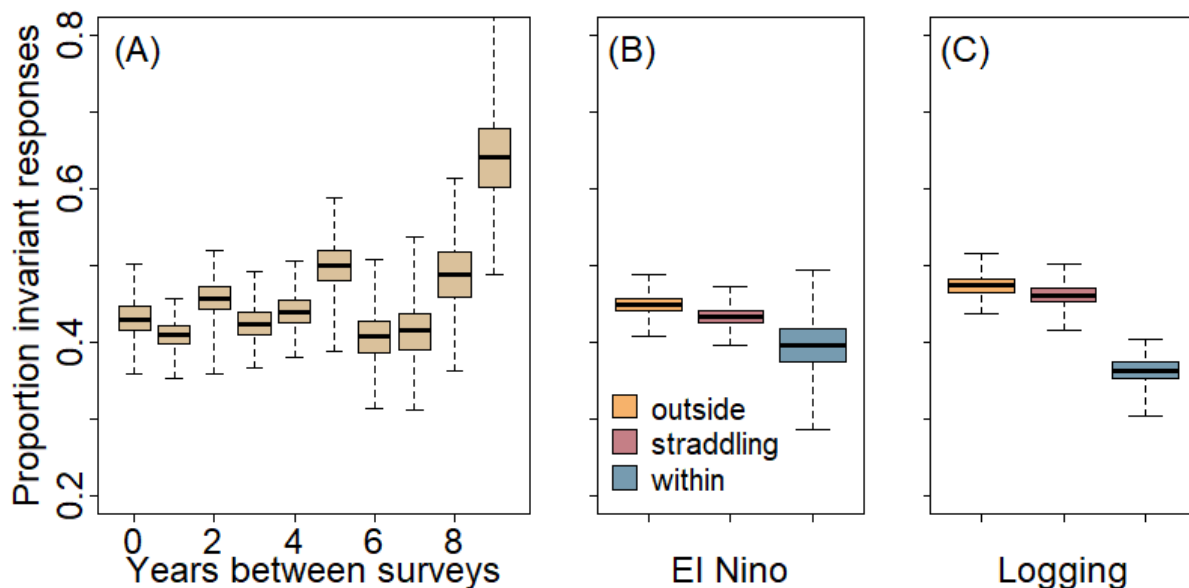 Proportion invariant responses
0.2 0.4 0.6 0.8
(A)
0 2 4 6 8
Years between surveys
(B)
outside
straddling
within
El Nino
(C)
Logging